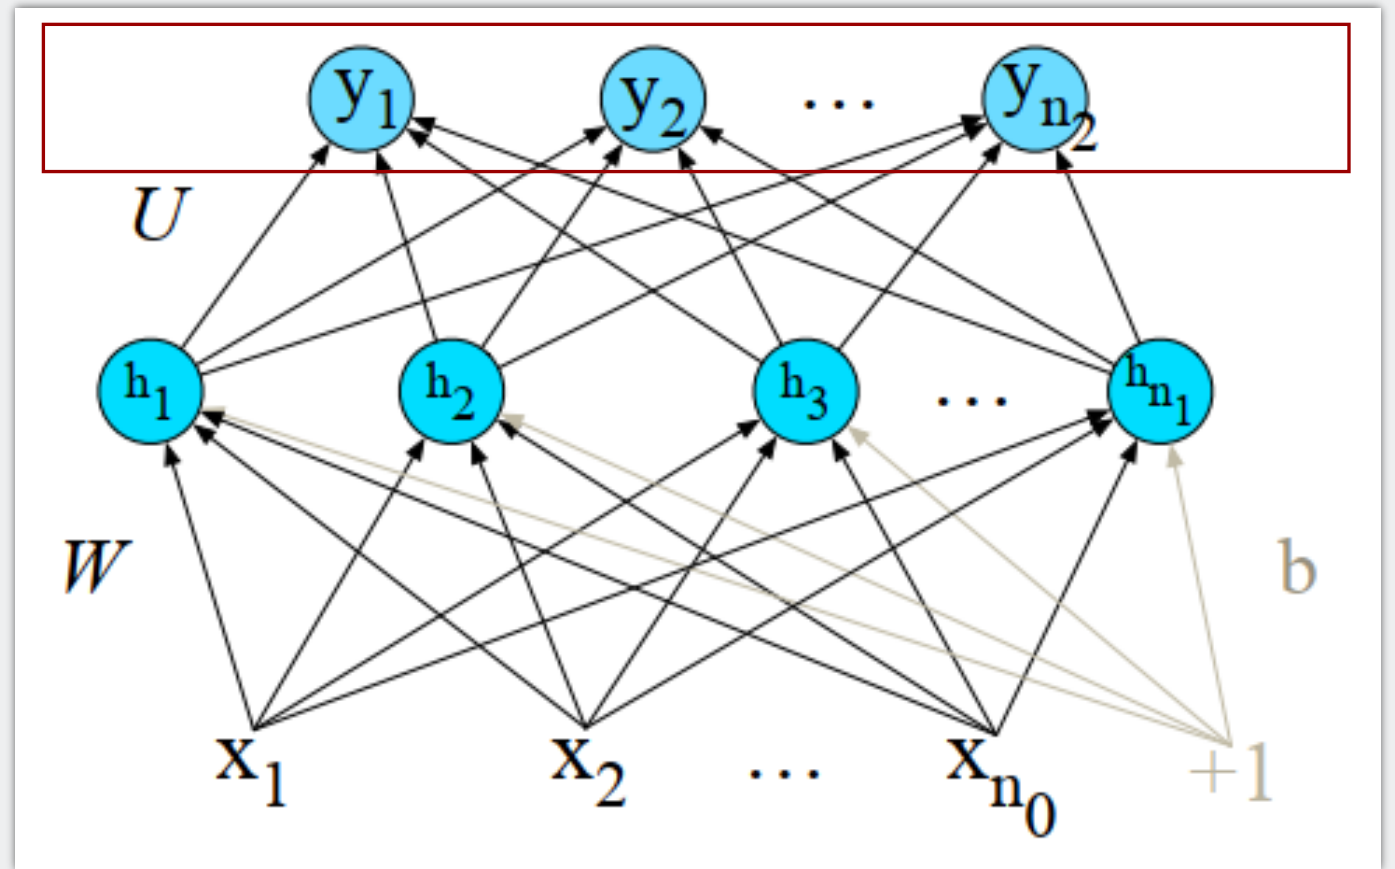 y₁ y₂ … yₙ₂
U
h₁ h₂ h₃ … hₙ₁
W b
x₁ x₂ … xₙ₀ +1